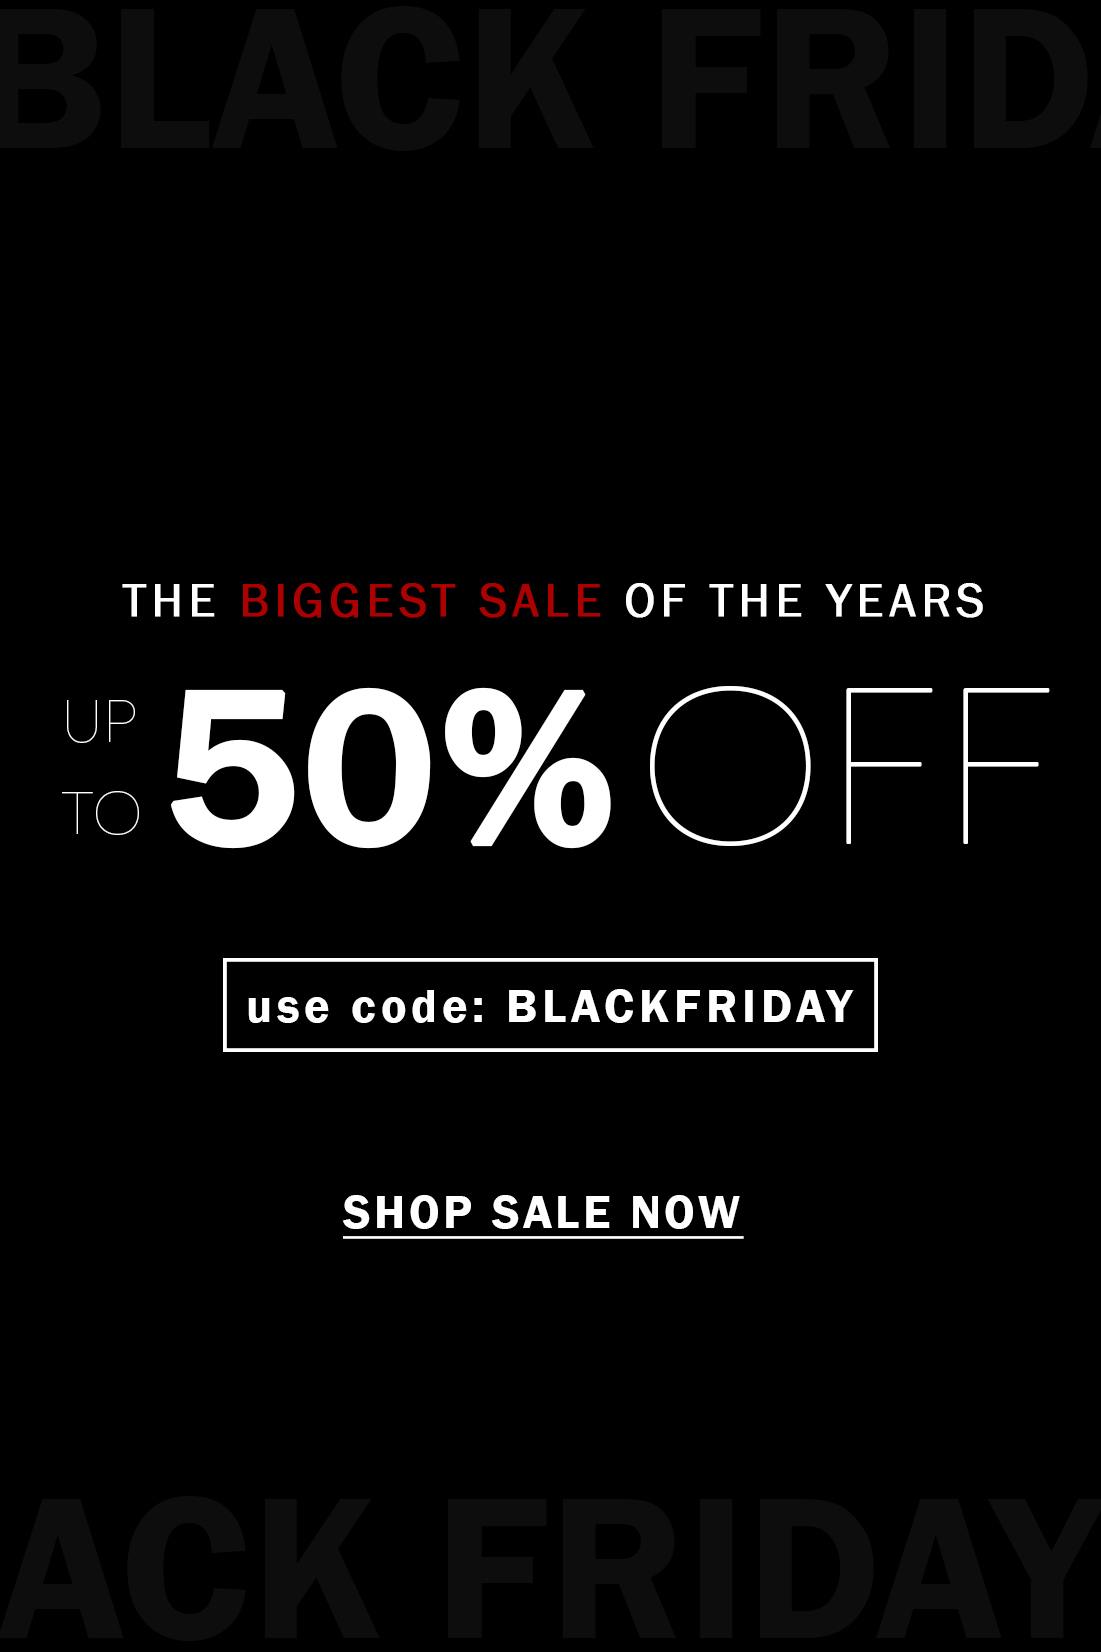 BLACK FRIDA
THE BIGGEST SALE OF THE YEARS
UP TO 50% OFF
use code: BLACKFRIDAY
SHOP SALE NOW
ACK FRIDAY